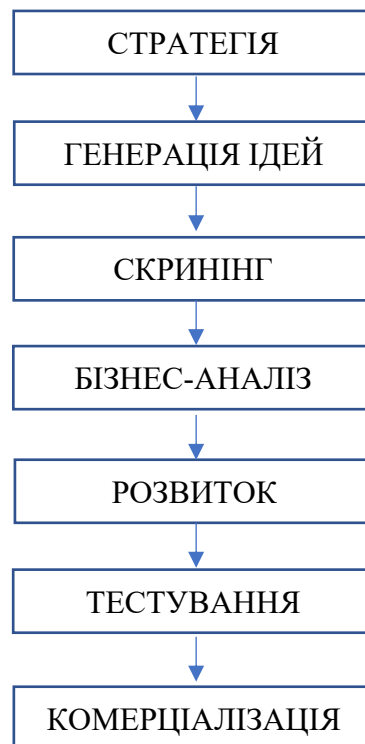 СТРАТЕГІЯ
ГЕНЕРАЦІЯ ІДЕЙ
СКРИНІНГ
БІЗНЕС-АНАЛІЗ
РОЗВИТОК
ТЕСТУВАННЯ
КОМЕРЦІАЛІЗАЦІЯ